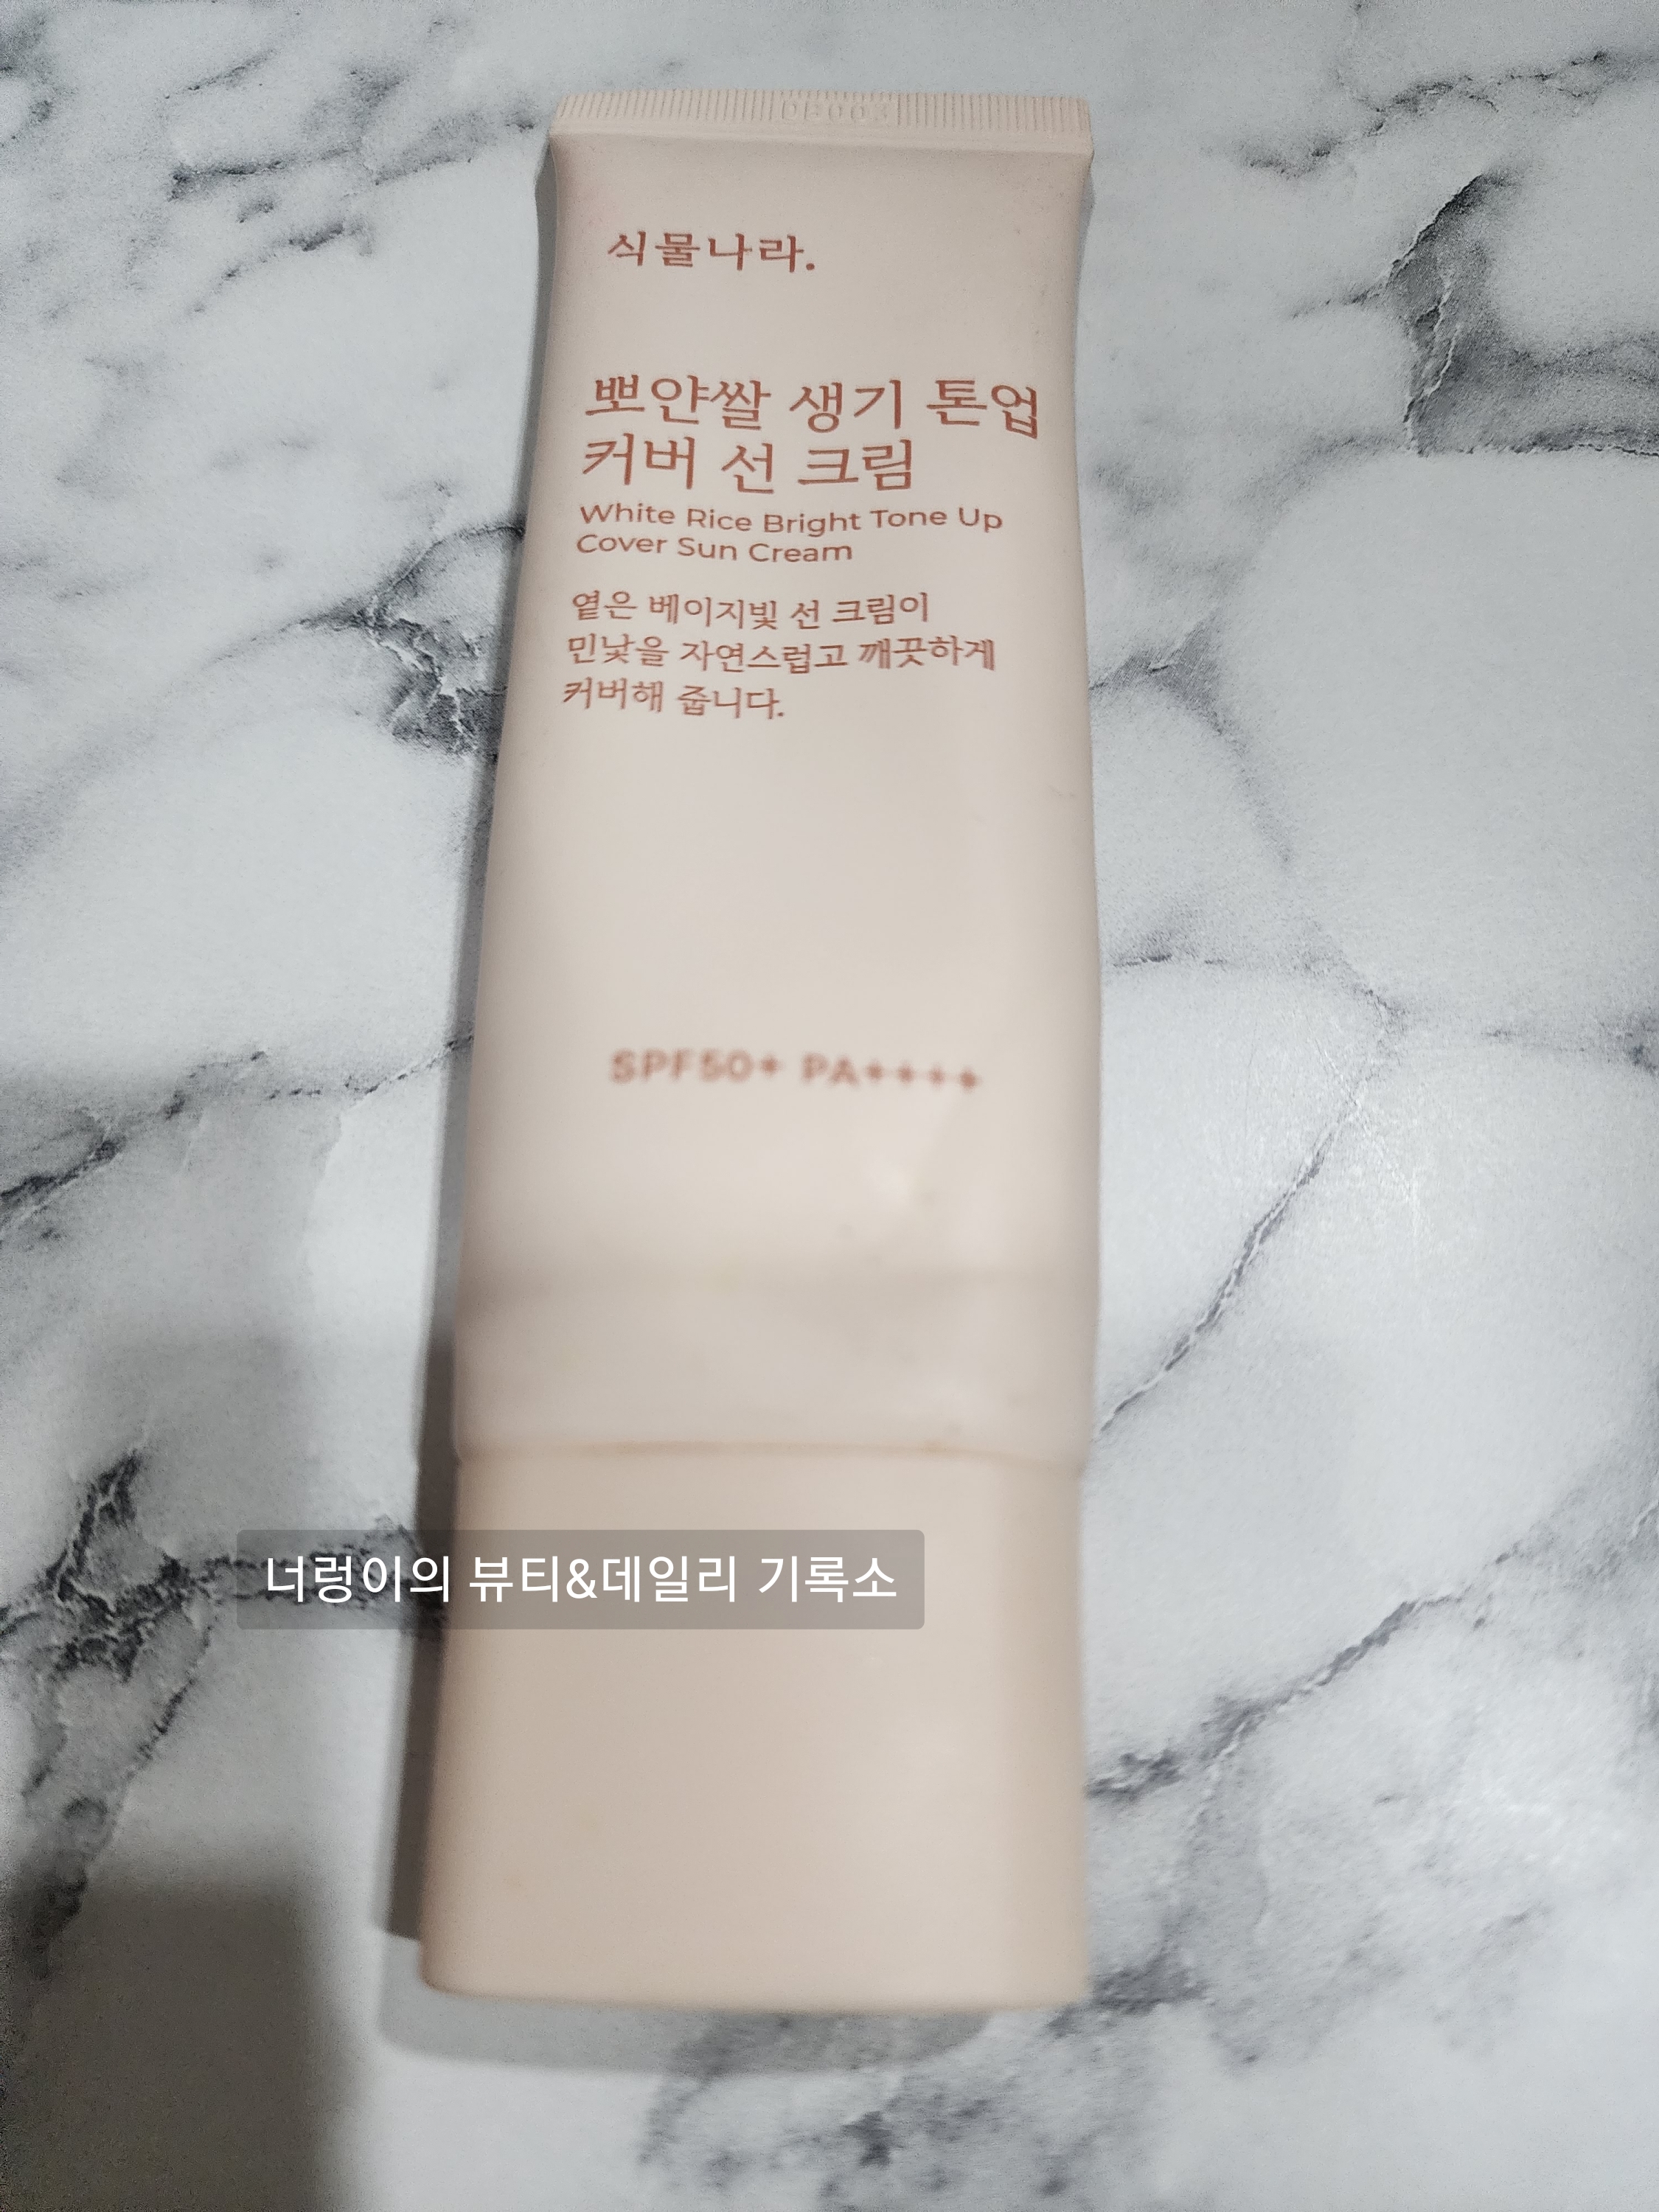 식물나라.
뽀얀쌀 생기 톤업
커버 선 크림
White Rice Bright Tone Up
Cover Sun Cream
옅은 베이지빛 선 크림이
민낯을 자연스럽고 깨끗하게
커버해 줍니다.
SPF50+ PA++++
너렁이의 뷰티&데일리 기록소